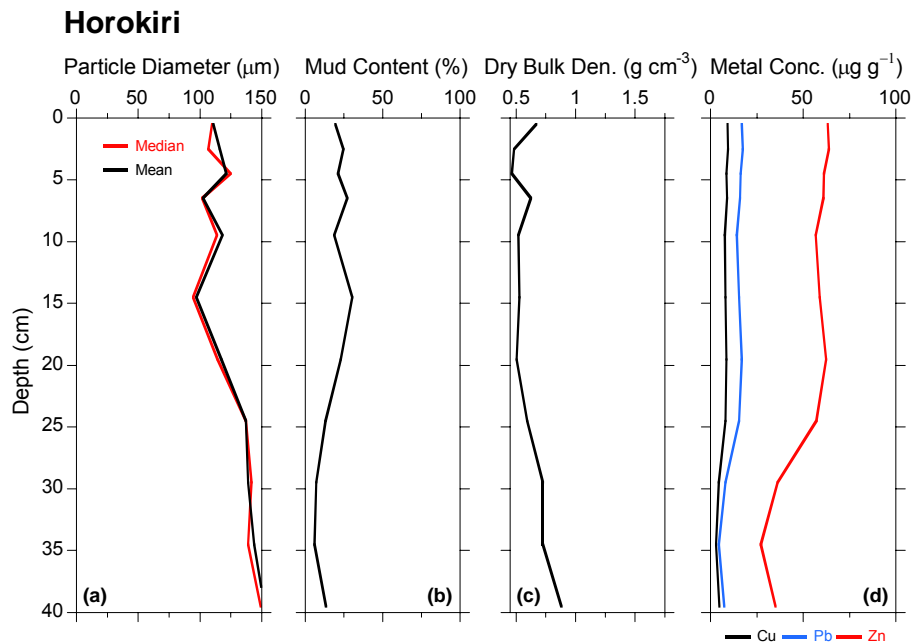 Horokiri
Particle Diameter (μm) Mud Content (%) Dry Bulk Den. (g cm⁻³) Metal Conc. (μg g⁻¹)
0 50 100 150 0 50 100 0.5 1 1.5 0 50 100
0
Median
Mean
5
10
15
20
25
30
35
40
Depth (cm)
(a) (b) (c) (d)
Cu Pb Zn